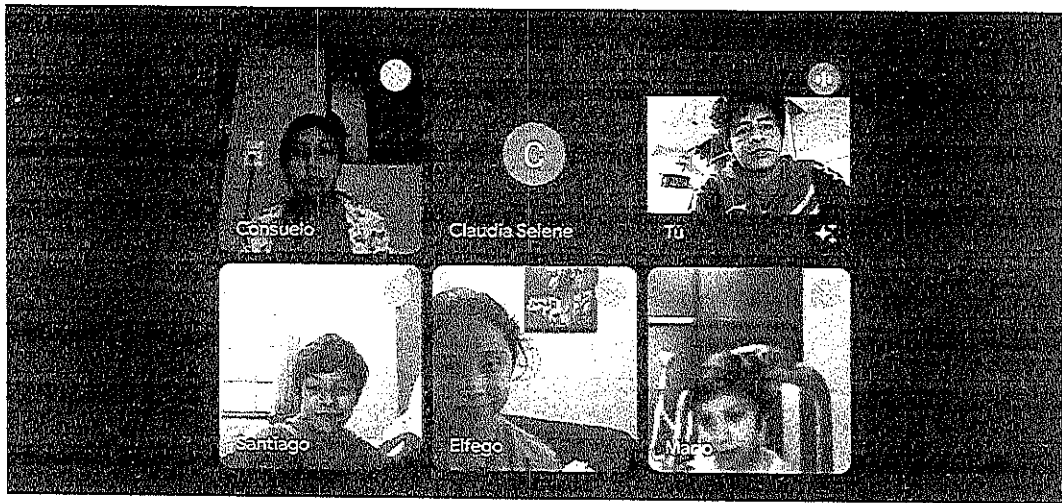 Consuelo
C
Claudia Selene
Tú
Santiago
Elfego
Mario